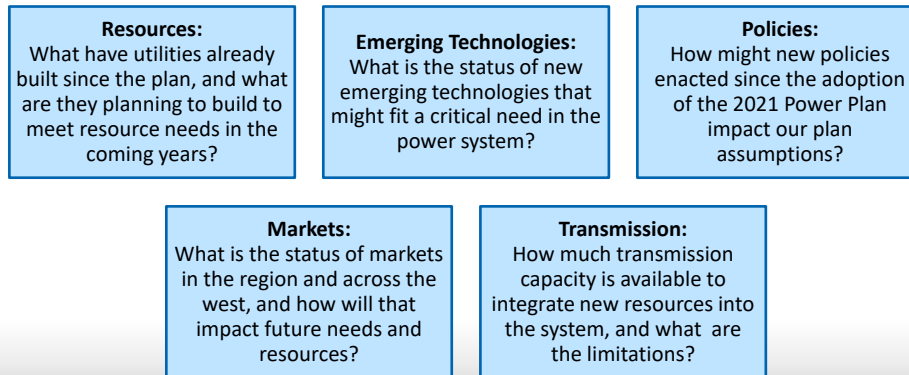 Resources:
What have utilities already
built since the plan, and what
are they planning to build to
meet resource needs in the
coming years?
Emerging Technologies:
What is the status of new
emerging technologies that
might fit a critical need in the
power system?
Policies:
How might new policies
enacted since the adoption
of the 2021 Power Plan
impact our plan
assumptions?
Markets:
What is the status of markets
in the region and across the
west, and how will that
impact future needs and
resources?
Transmission:
How much transmission
capacity is available to
integrate new resources into
the system, and what  are
the limitations?